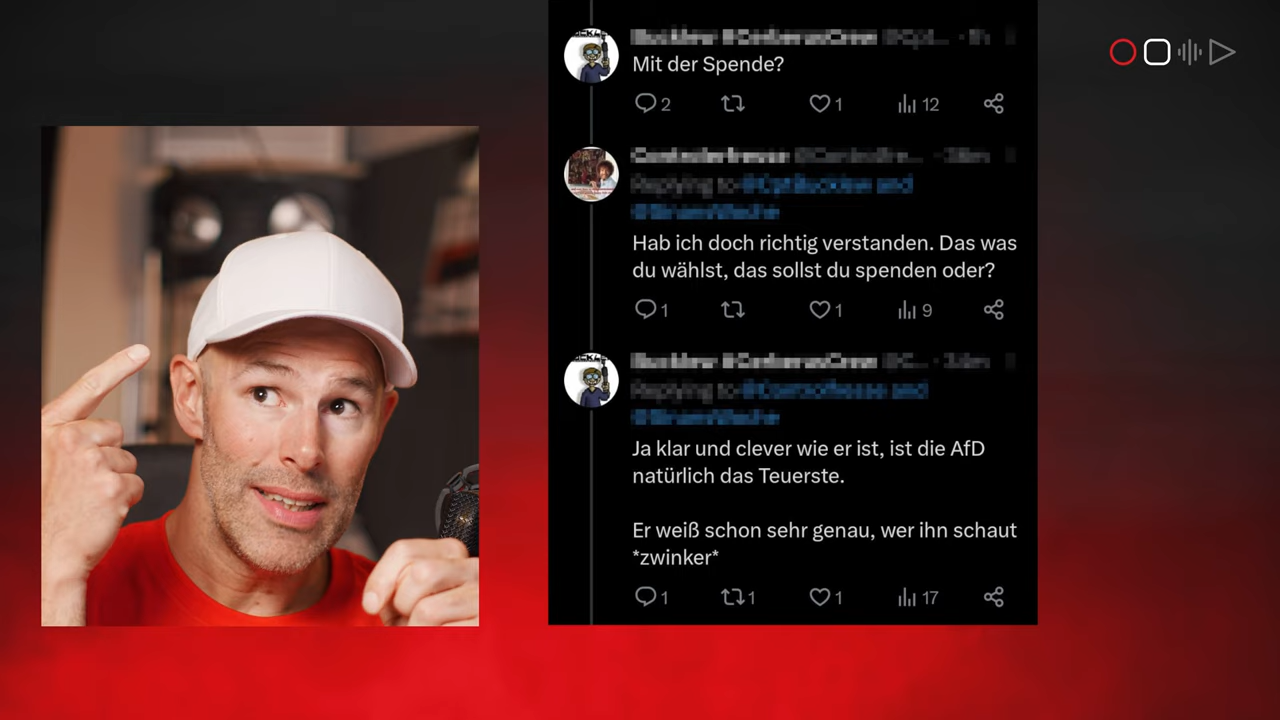 Mit der Spende?
2 1 12
Hab ich doch richtig verstanden. Das was
du wählst, das sollst du spenden oder?
1 1 9
Ja klar und clever wie er ist, ist die AfD
natürlich das Teuerste.
Er weiß schon sehr genau, wer ihn schaut
*zwinker*
1 1 1 17